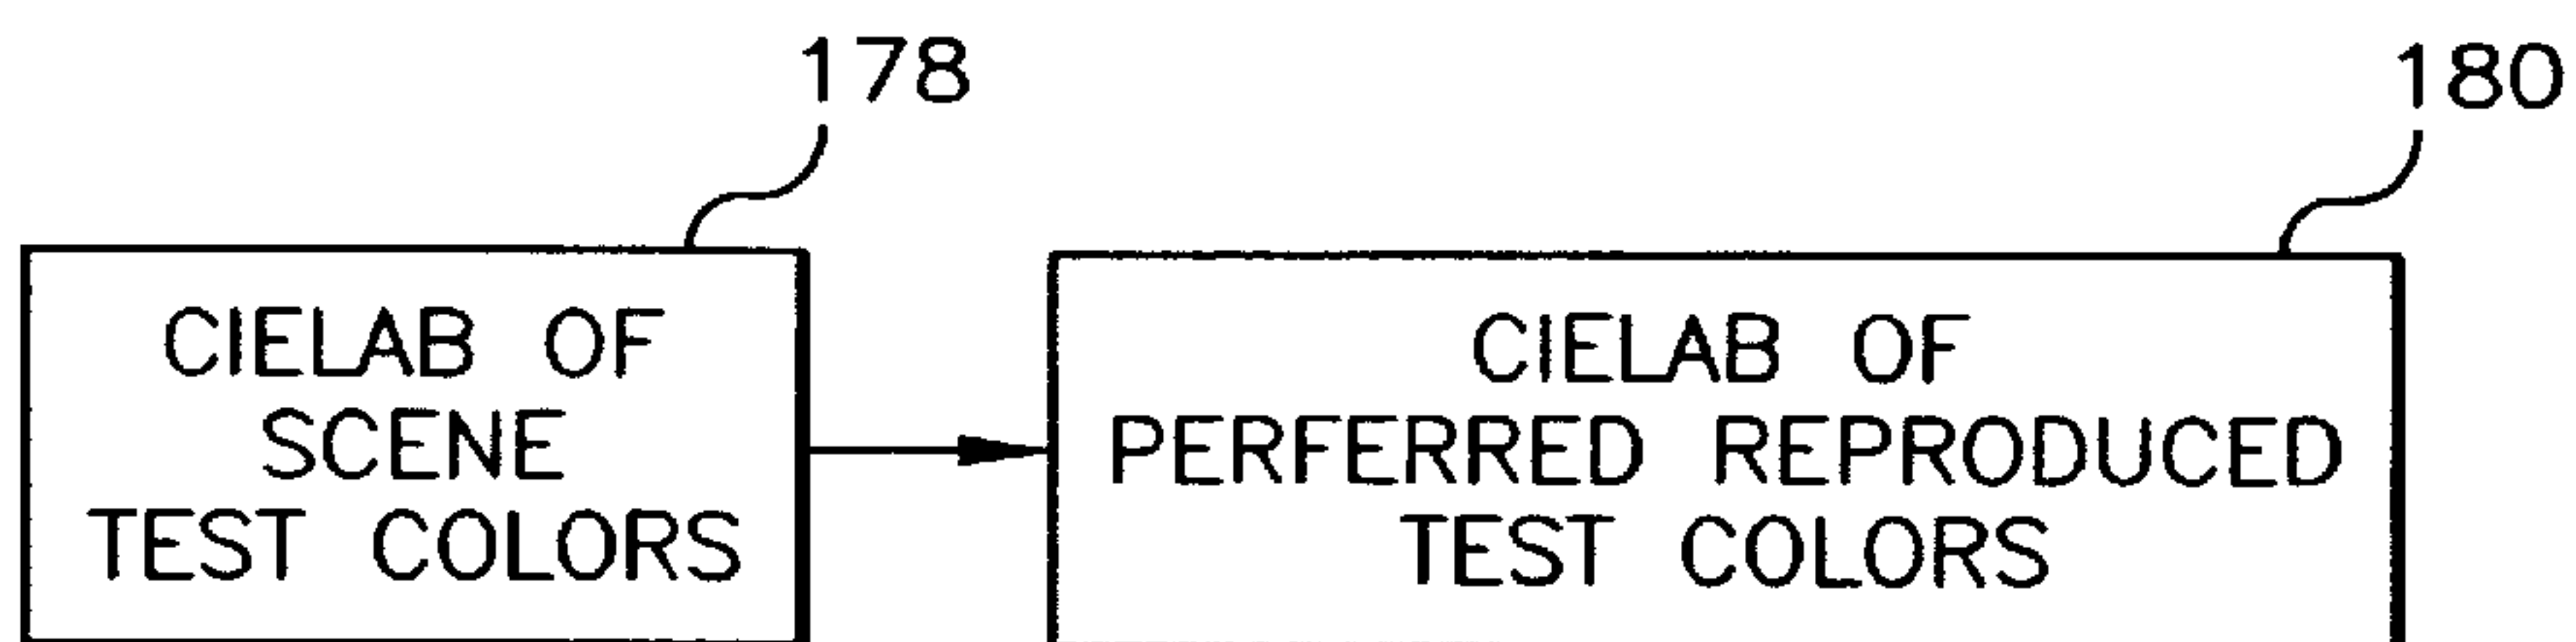 178
180
CIELAB OF
SCENE
TEST COLORS
CIELAB OF
PERFERRED REPRODUCED
TEST COLORS